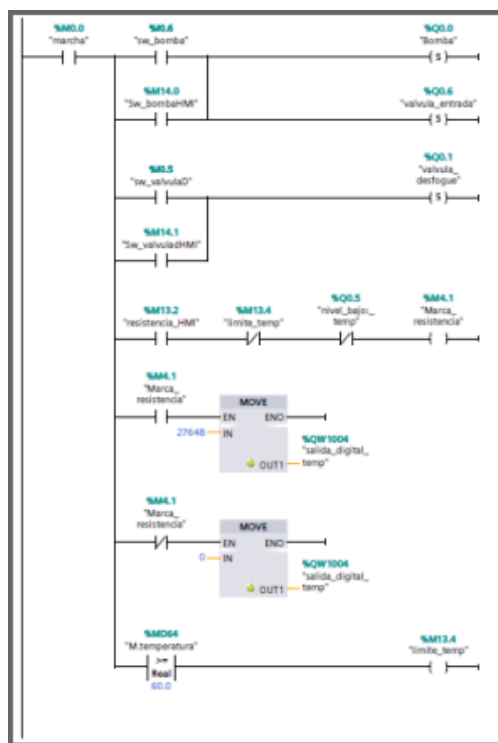 %M0.0
"marcha"
%I0.6
"sw_bomba"
%Q0.0
"Bomba"
S
%M14.0
"Sw_bombaHMI"
%Q0.6
"valvula_entrada"
S
%I0.5
"sw_valvulaD"
%Q0.1
"valvula_
desfogue"
S
%M14.1
"Sw_valvuladHMI"
%M13.2
"resistencia_HMI"
%M13.4
"limite_temp"
%Q0.5
"nivel_bajo:_
temp"
%M4.1
"Marca_
resistencia"
%M4.1
"Marca_
resistencia"
MOVE
EN ENO
27648 IN
%QW1004
"salida_digital_
OUT1 temp"
%M4.1
"Marca_
resistencia"
MOVE
EN ENO
0 IN
%QW1004
"salida_digital_
OUT1 temp"
%MD64
"M.temperatura"
>=
Real
60.0
%M13.4
"limite_temp"